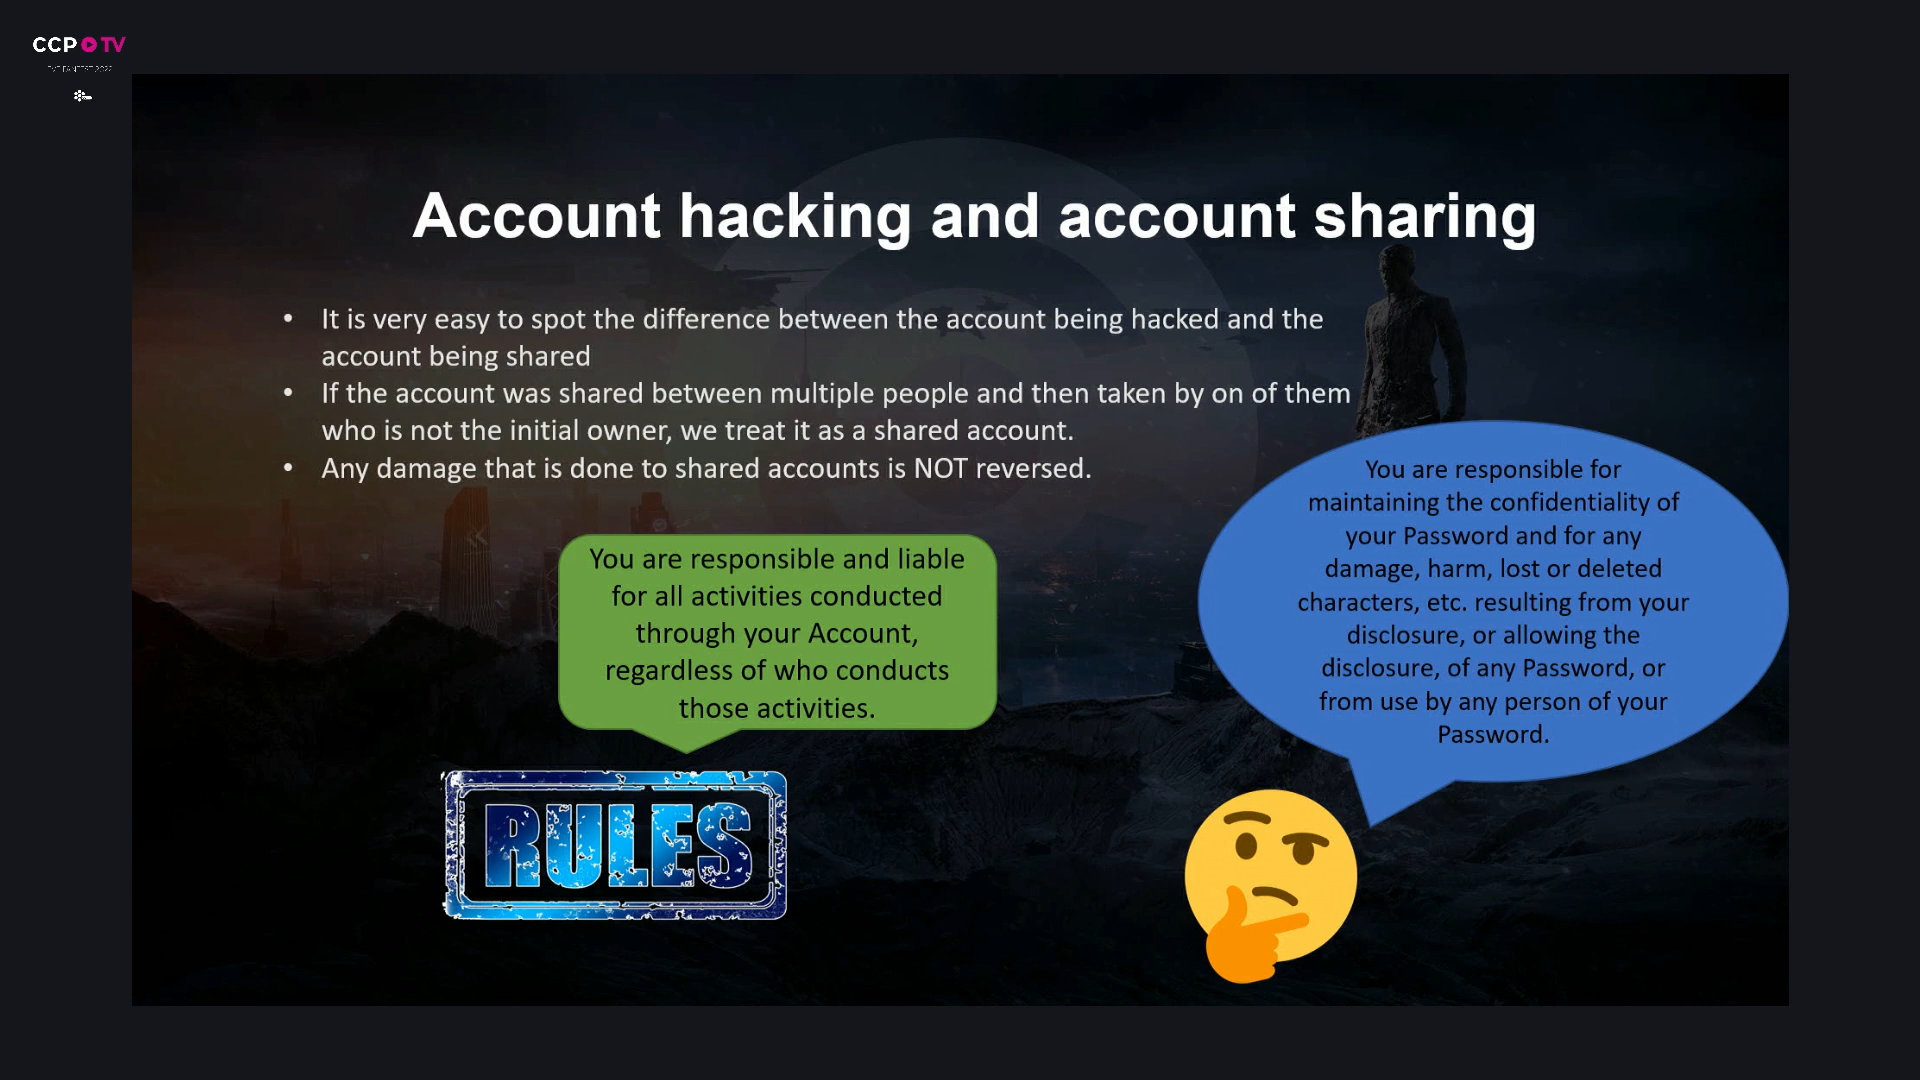 CCP TV
EVE FANFEST 2022
Account hacking and account sharing
• It is very easy to spot the difference between the account being hacked and the
account being shared
• If the account was shared between multiple people and then taken by on of them
who is not the initial owner, we treat it as a shared account.
• Any damage that is done to shared accounts is NOT reversed.
You are responsible and liable
for all activities conducted
through your Account,
regardless of who conducts
those activities.
You are responsible for
maintaining the confidentiality of
your Password and for any
damage, harm, lost or deleted
characters, etc. resulting from your
disclosure, or allowing the
disclosure, of any Password, or
from use by any person of your
Password.
RULES